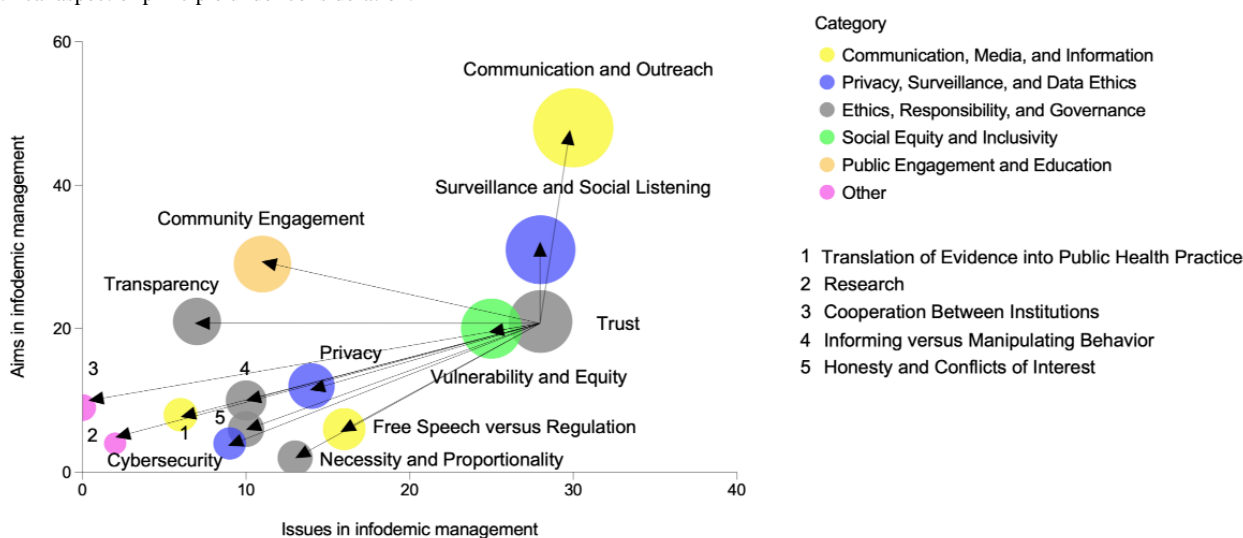 60
Communication and Outreach
Aims in infodemic management
40
Surveillance and Social Listening
Community Engagement
Transparency
20
Trust
3
4
Privacy
Vulnerability and Equity
5
1
Free Speech versus Regulation
2
Cybersecurity
Necessity and Proportionality
0
0
10
20
30
40
Issues in infodemic management
Category
Communication, Media, and Information
Privacy, Surveillance, and Data Ethics
Ethics, Responsibility, and Governance
Social Equity and Inclusivity
Public Engagement and Education
Other
1 Translation of Evidence into Public Health Practice
2 Research
3 Cooperation Between Institutions
4 Informing versus Manipulating Behavior
5 Honesty and Conflicts of Interest